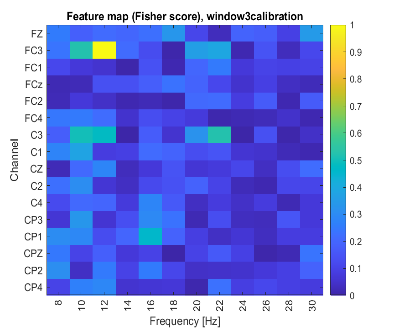 Feature map (Fisher score), window3calibration
FZ
FC3
FC1
FCz
FC2
FC4
C3
C1
CZ
C2
C4
CP3
CP1
CPZ
CP2
CP4
Channel
8 10 12 14 16 18 20 22 24 26 28 30
Frequency [Hz]
1
0.9
0.8
0.7
0.6
0.5
0.4
0.3
0.2
0.1
0